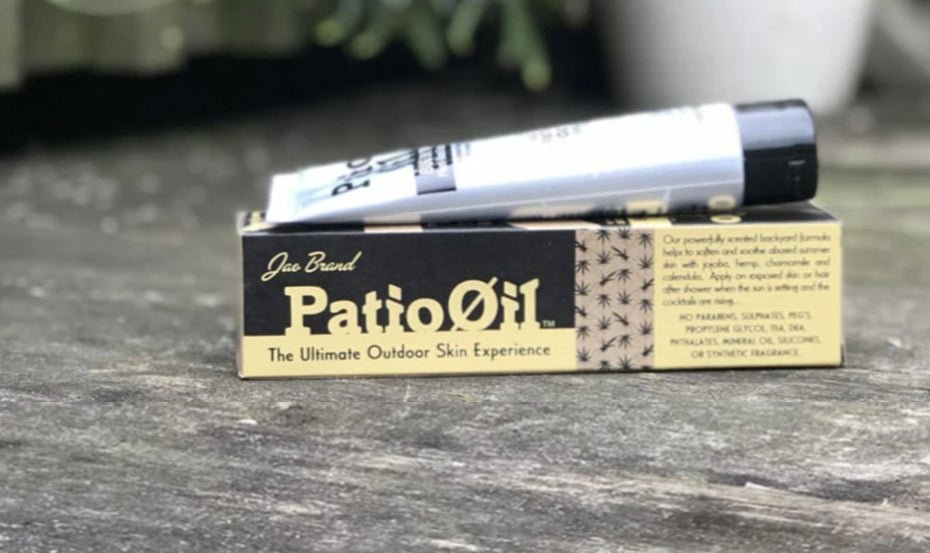 Jao Brand
PatioØil™
The Ultimate Outdoor Skin Experience
Our powerfully scented backyard formula
helps to soften and soothe abused summer
skin with jojoba, hemp, chamomile and
calendula. Apply on exposed skin or hair
after shower when the sun is setting and the
cocktails are rising...
NO PARABENS, SULPHATES, PEG'S,
PROPYLENE GLYCOL, TEA, DEA,
PHTHALATES, MINERAL OIL, SILICONES,
OR SYNTHETIC FRAGRANCE.